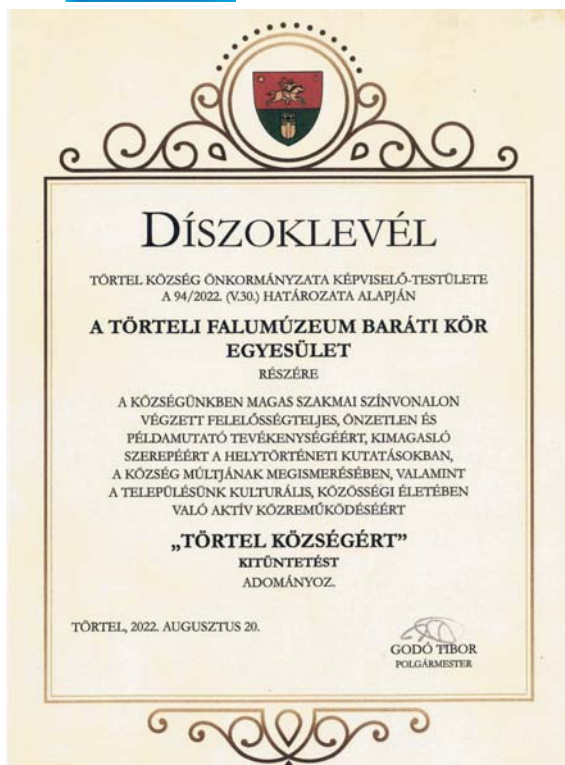 DÍSZOKLEVÉL
TÖRTEL KÖZSÉG ÖNKORMÁNYZATA KÉPVISELŐ-TESTÜLETE
A 94/2022. (V.30.) HATÁROZATA ALAPJÁN
A TÖRTELI FALUMÚZEUM BARÁTI KÖR
EGYESÜLET
RÉSZÉRE
A KÖZSÉGÜNKBEN MAGAS SZAKMAI SZÍNVONALON
VÉGZETT FELELŐSSÉGTELJES, ÖNZETLEN ÉS
PÉLDAMUTATÓ TEVÉKENYSÉGÉÉRT, KIMAGASLÓ
SZEREPÉÉRT A HELYTÖRTÉNETI KUTATÁSOKBAN,
A KÖZSÉG MÚLTJÁNAK MEGISMERÉSÉBEN, VALAMINT
A TELEPÜLÉSÜNK KULTURÁLIS, KÖZÖSSÉGI ÉLETÉBEN
VALÓ AKTÍV KÖZREMŰKÖDÉSÉÉRT
„TÖRTEL KÖZSÉGÉRT”
KITÜNTETÉST
ADOMÁNYOZ.
TÖRTEL, 2022. AUGUSZTUS 20.
GODÓ TIBOR
POLGÁRMESTER